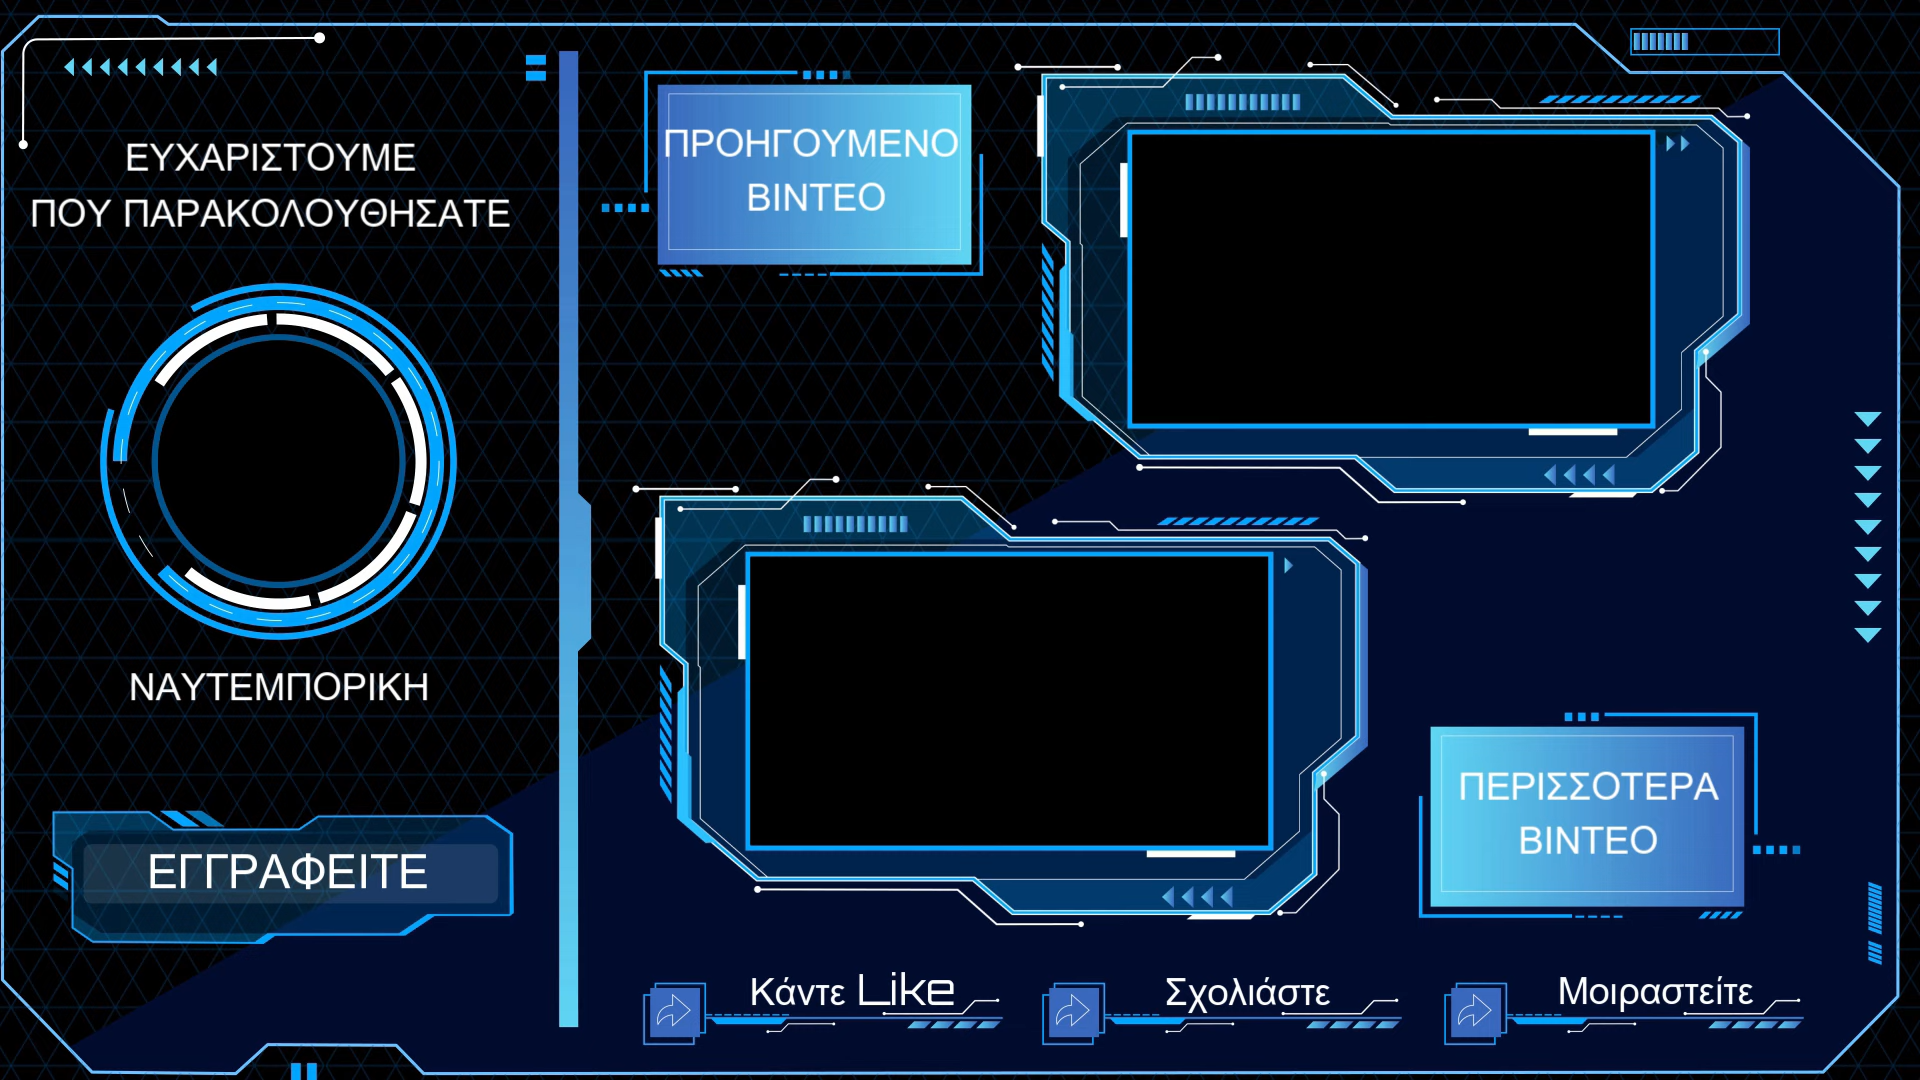 ΕΥΧΑΡΙΣΤΟΥΜΕ
ΠΟΥ ΠΑΡΑΚΟΛΟΥΘΗΣΑΤΕ
ΝΑΥΤΕΜΠΟΡΙΚΗ
ΕΓΓΡΑΦΕΙΤΕ
ΠΡΟΗΓΟΥΜΕΝΟ
ΒΙΝΤΕΟ
ΠΕΡΙΣΣΟΤΕΡΑ
ΒΙΝΤΕΟ
Κάντε Like
Σχολιάστε
Μοιραστείτε